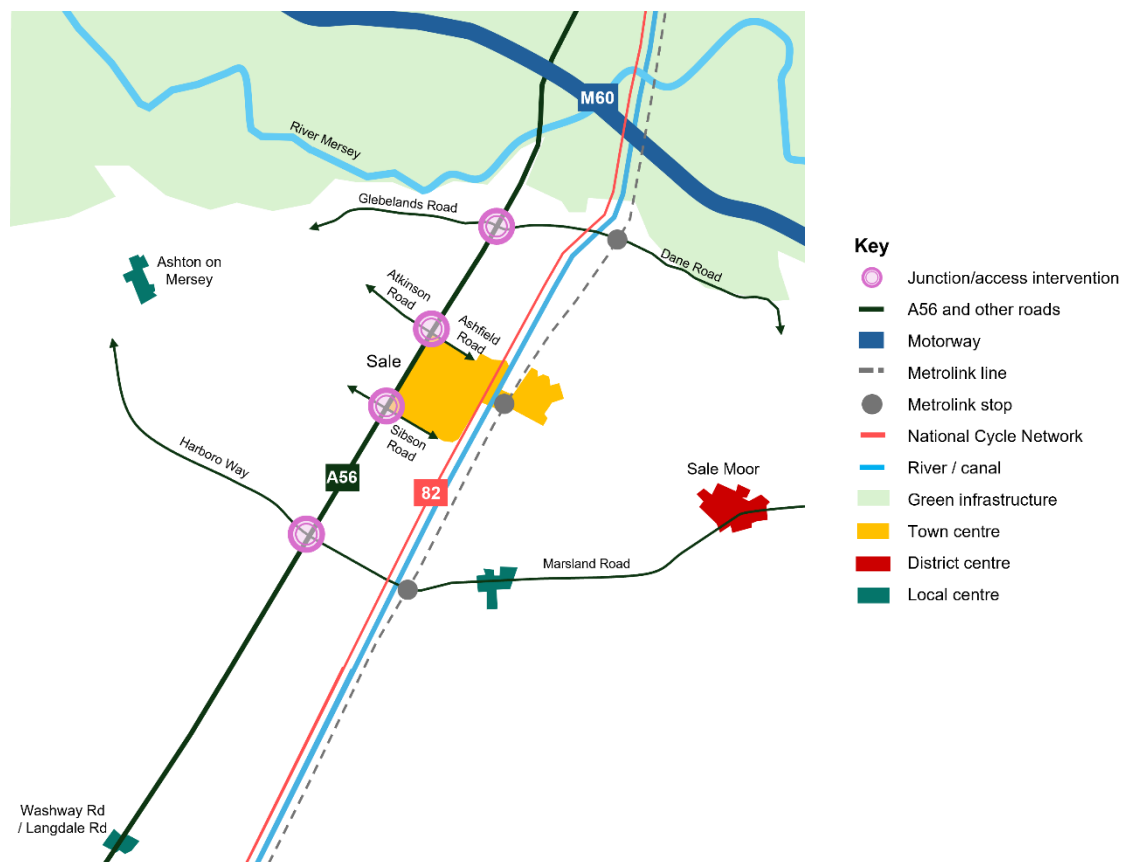 M60
River Mersey
Glebelands Road
Dane Road
Ashton on
Mersey
Atkinson
Road
Ashfield
Road
Sale
Sibson
Road
Harboro Way
A56
82
Sale Moor
Marsland Road
Washway Rd
/ Langdale Rd
Key
Junction/access intervention
A56 and other roads
Motorway
Metrolink line
Metrolink stop
National Cycle Network
River / canal
Green infrastructure
Town centre
District centre
Local centre